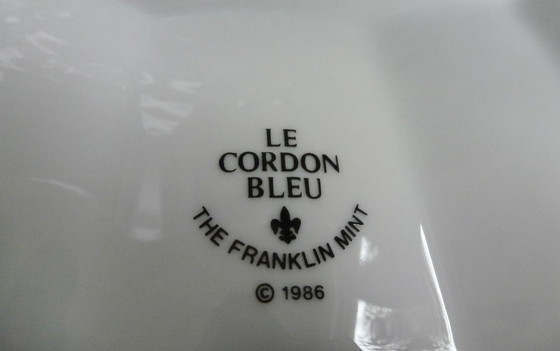 LE
CORDON
BLEU
THE FRANKLIN MINT
© 1986